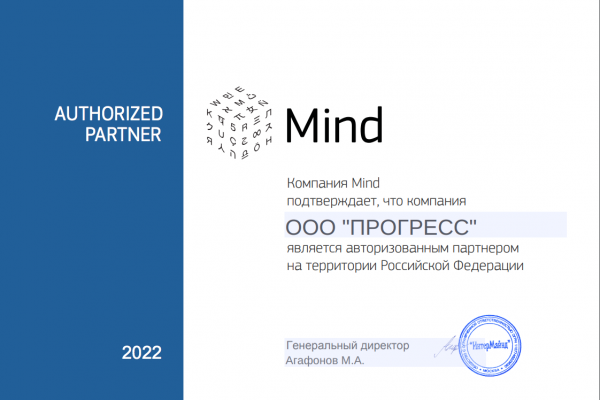 AUTHORIZED
PARTNER
Mind
Компания Mind
подтверждает, что компания
ООО "ПРОГРЕСС"
является авторизованным партнером
на территории Российской Федерации
Генеральный директор
Агафонов М.А.
"ИнтерМайнд"
МОСКВА
2022